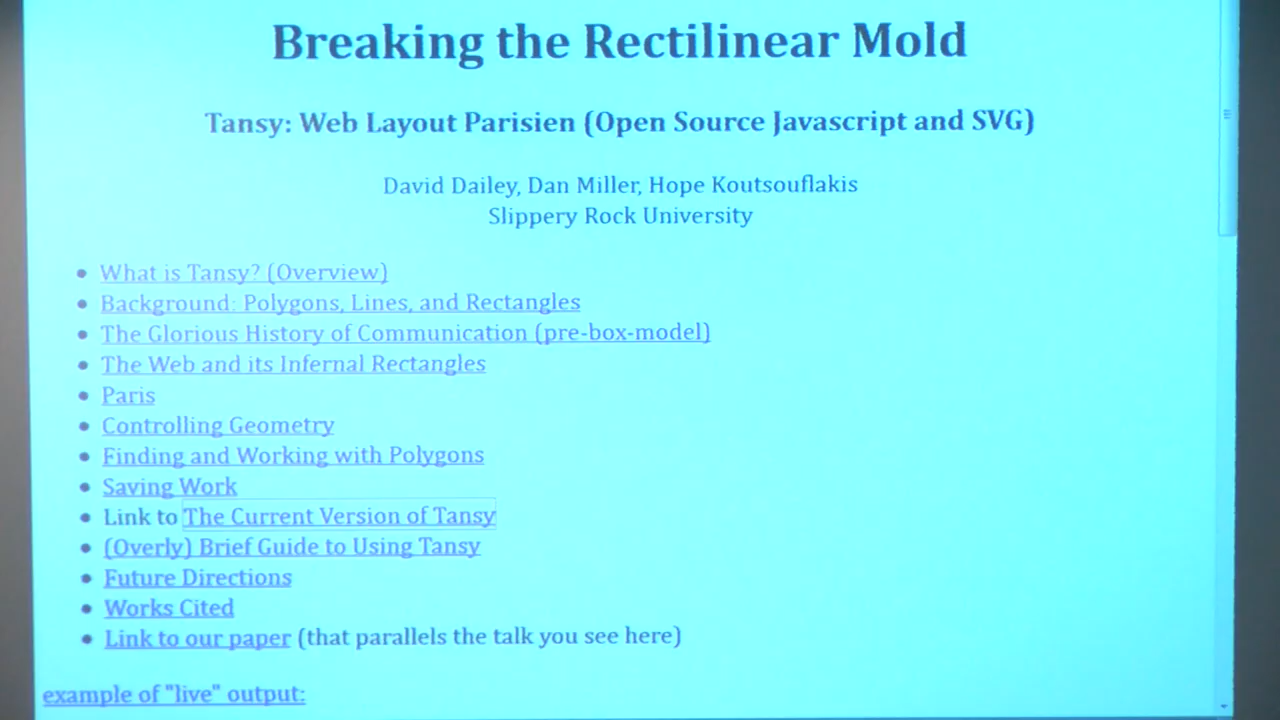 Breaking the Rectilinear Mold
Tansy: Web Layout Parisien (Open Source Javascript and SVG)
David Dailey, Dan Miller, Hope Koutsouflakis
Slippery Rock University
• What is Tansy? (Overview)
• Background: Polygons, Lines, and Rectangles
• The Glorious History of Communication (pre-box-model)
• The Web and its Infernal Rectangles
• Paris
• Controlling Geometry
• Finding and Working with Polygons
• Saving Work
• Link to The Current Version of Tansy
• (Overly) Brief Guide to Using Tansy
• Future Directions
• Works Cited
• Link to our paper (that parallels the talk you see here)
example of "live" output: